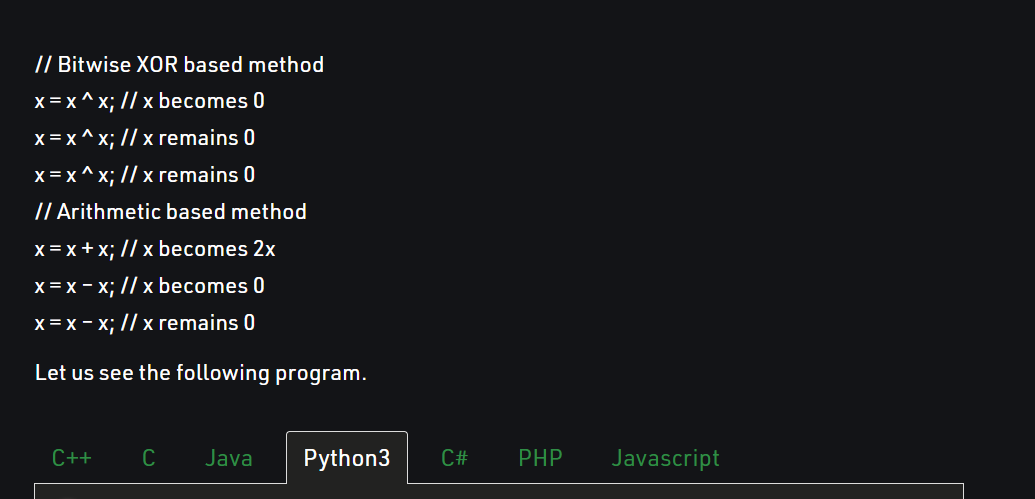 // Bitwise XOR based method
x = x ^ x; // x becomes 0
x = x ^ x; // x remains 0
x = x ^ x; // x remains 0
// Arithmetic based method
x = x + x; // x becomes 2x
x = x – x; // x becomes 0
x = x – x; // x remains 0
Let us see the following program.
C++ C Java Python3 C# PHP Javascript